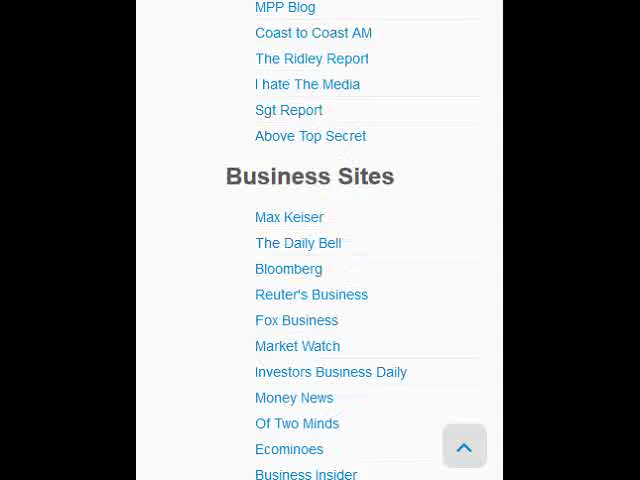 MPP Blog
Coast to Coast AM
The Ridley Report
I hate The Media
Sgt Report
Above Top Secret
Business Sites
Max Keiser
The Daily Bell
Bloomberg
Reuter's Business
Fox Business
Market Watch
Investors Business Daily
Money News
Of Two Minds
Ecominoes
Business Insider